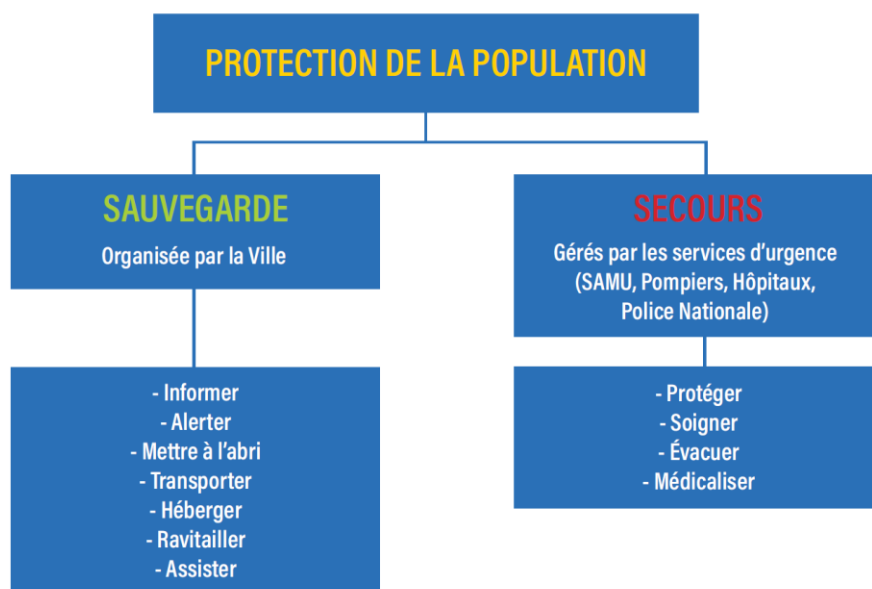 PROTECTION DE LA POPULATION
SAUVEGARDE
Organisée par la Ville
- Informer
- Alerter
- Mettre à l'abri
- Transporter
- Héberger
- Ravitailler
- Assister
SECOURS
Gérés par les services d'urgence
(SAMU, Pompiers, Hôpitaux,
Police Nationale)
- Protéger
- Soigner
- Évacuer
- Médicaliser